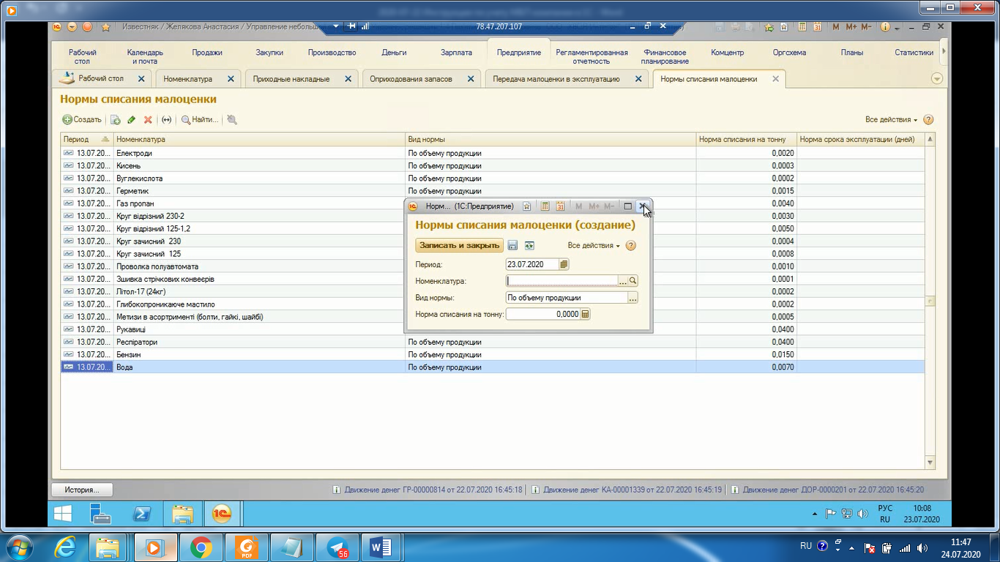 Известняк / Желякова Анастасия / Управление небольш
78.47.207.107
M M+ M-
Рабочий стол
Календарь и почта
Продажи
Закупки
Производство
Деньги
Зарплата
Предприятие
Регламентированная отчетность
Финансовое планирование
Комцентр
Оргсхема
Планы
Статистики
Рабочий стол
Номенклатура
Приходные накладные
Оприходования запасов
Передача малоценки в эксплуатацию
Нормы списания малоценки
Нормы списания малоценки
Создать
Найти...
Все действия
Период Номенклатура Вид нормы Норма списания на тонну Норма срока эксплуатации (дней)
13.07.20... Електроди По объему продукции 0,0020
13.07.20... Кисень По объему продукции 0,0003
13.07.20... Вуглекислота По объему продукции 0,0002
13.07.20... Герметик По объему продукции 0,0015
13.07.20... Газ пропан 0,0040
13.07.20... Круг відрізний 230-2 0,0030
13.07.20... Круг відрізний 125-1,2 0,0050
13.07.20... Круг зачисний 230 0,0004
13.07.20... Круг зачисний 125 0,0008
13.07.20... Проволка полуавтомата 0,0010
13.07.20... Зшивка стрічкових конвеєрів 0,0001
13.07.20... Літол-17 (24кг) 0,0002
13.07.20... Глибокопроникаюче мастило 0,0002
13.07.20... Метизи в асортименті (болти, гайкі, шайбі) 0,0005
13.07.20... Рукавиці 0,0400
13.07.20... Респіратори По объему продукции 0,0400
13.07.20... Бензин По объему продукции 0,0150
13.07.20... Вода По объему продукции 0,0070
Норм... (1С:Предприятие) M M+ M-
Нормы списания малоценки (создание)
Записать и закрыть Все действия
Период: 23.07.2020
Номенклатура:
Вид нормы: По объему продукции
Норма списания на тонну: 0,0000
История...
Движение денег ГР-00000814 от 22.07.2020 16:45:18
Движение денег КА-00001339 от 22.07.2020 16:45:19
Движение денег ДОР-0000201 от 22.07.2020 16:45:20
РУС
RU
10:08
23.07.2020
PDF
56
RU
11:47
24.07.2020